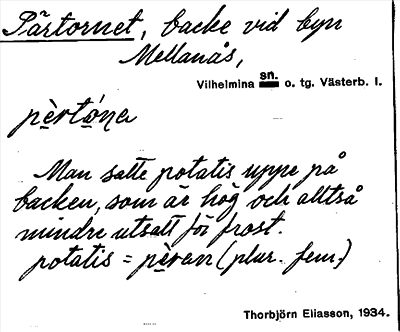 Pärtornet, backe vid byn
Mellanås,
Vilhelmina sn. o. tg. Västerb. l.
pèrtóṇa
Man satte potatis uppe på
backen, som är hög och alltså
mindre utsatt för frost.
potatis = pèran (plur. fem.)
Thorbjörn Eliasson, 1934.